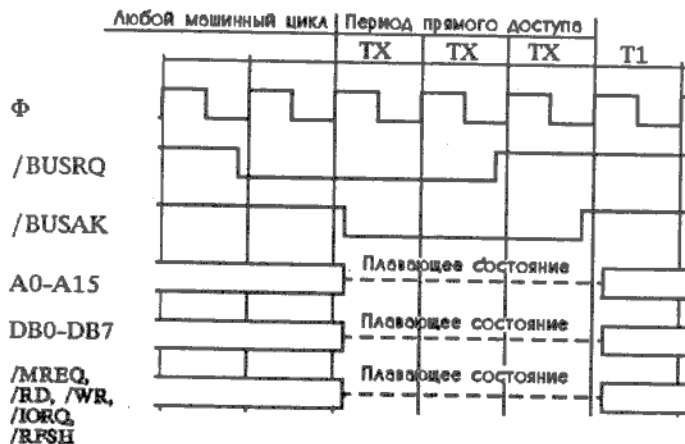 Любой машинный цикл Период прямого доступа
TX TX TX T1
Ф
/BUSRQ
/BUSAK
Плавающее состояние
A0-A15
Плавающее состояние
DB0-DB7
Плавающее состояние
/MREQ,
/RD, /WR,
/IORQ,
/RFSH